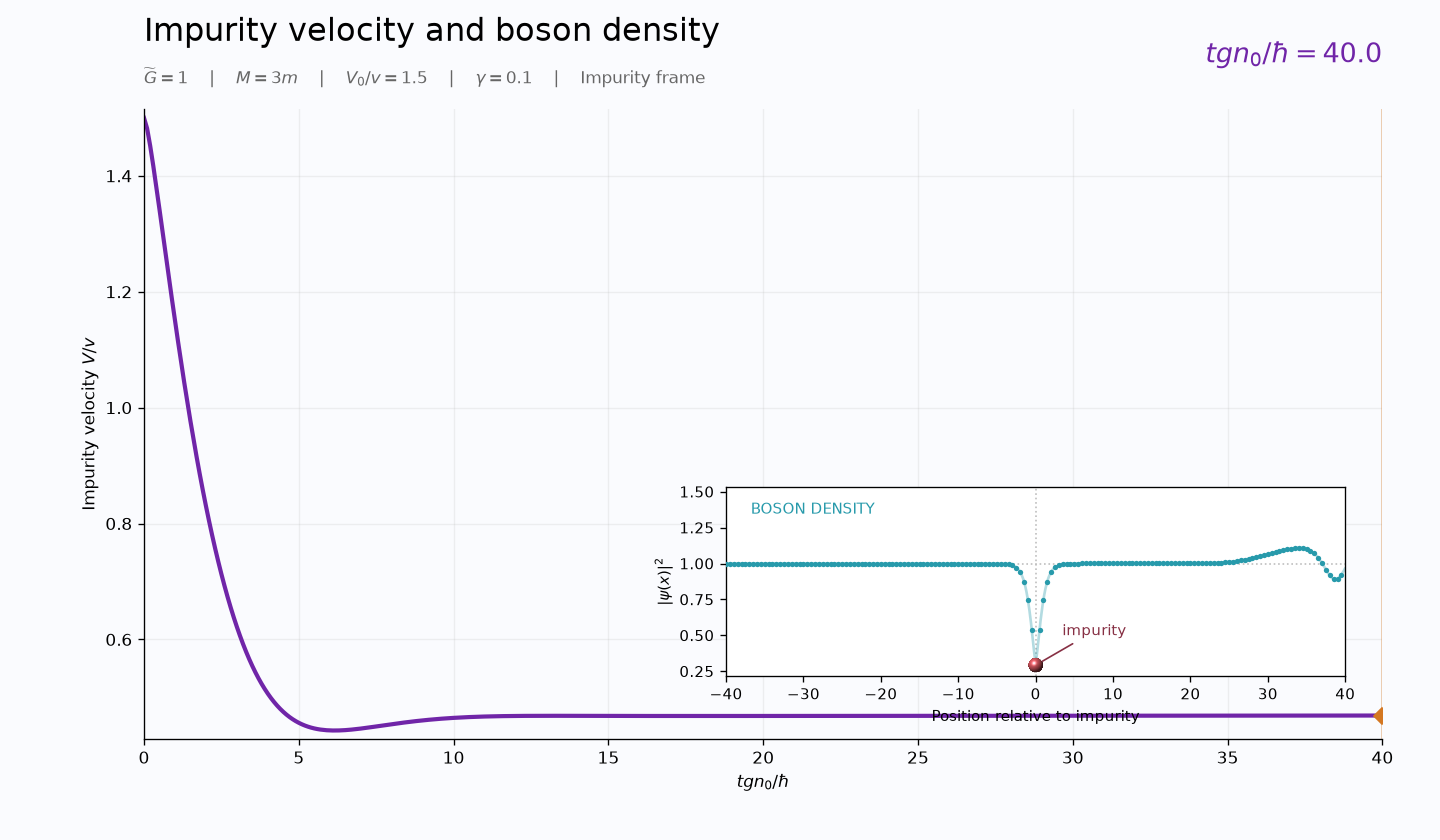 Impurity velocity and boson density
tgn₀/ħ = 40.0
G̃ = 1 | M = 3m | V₀/v = 1.5 | γ = 0.1 | Impurity frame
Impurity velocity V/v
1.4
1.2
1.0
0.8
0.6
BOSON DENSITY
|ψ(x)|²
1.50
1.25
1.00
0.75
0.50
0.25
impurity
−40 −30 −20 −10 0 10 20 30 40
Position relative to impurity
0 5 10 15 20 25 30 35 40
tgn₀/ħ